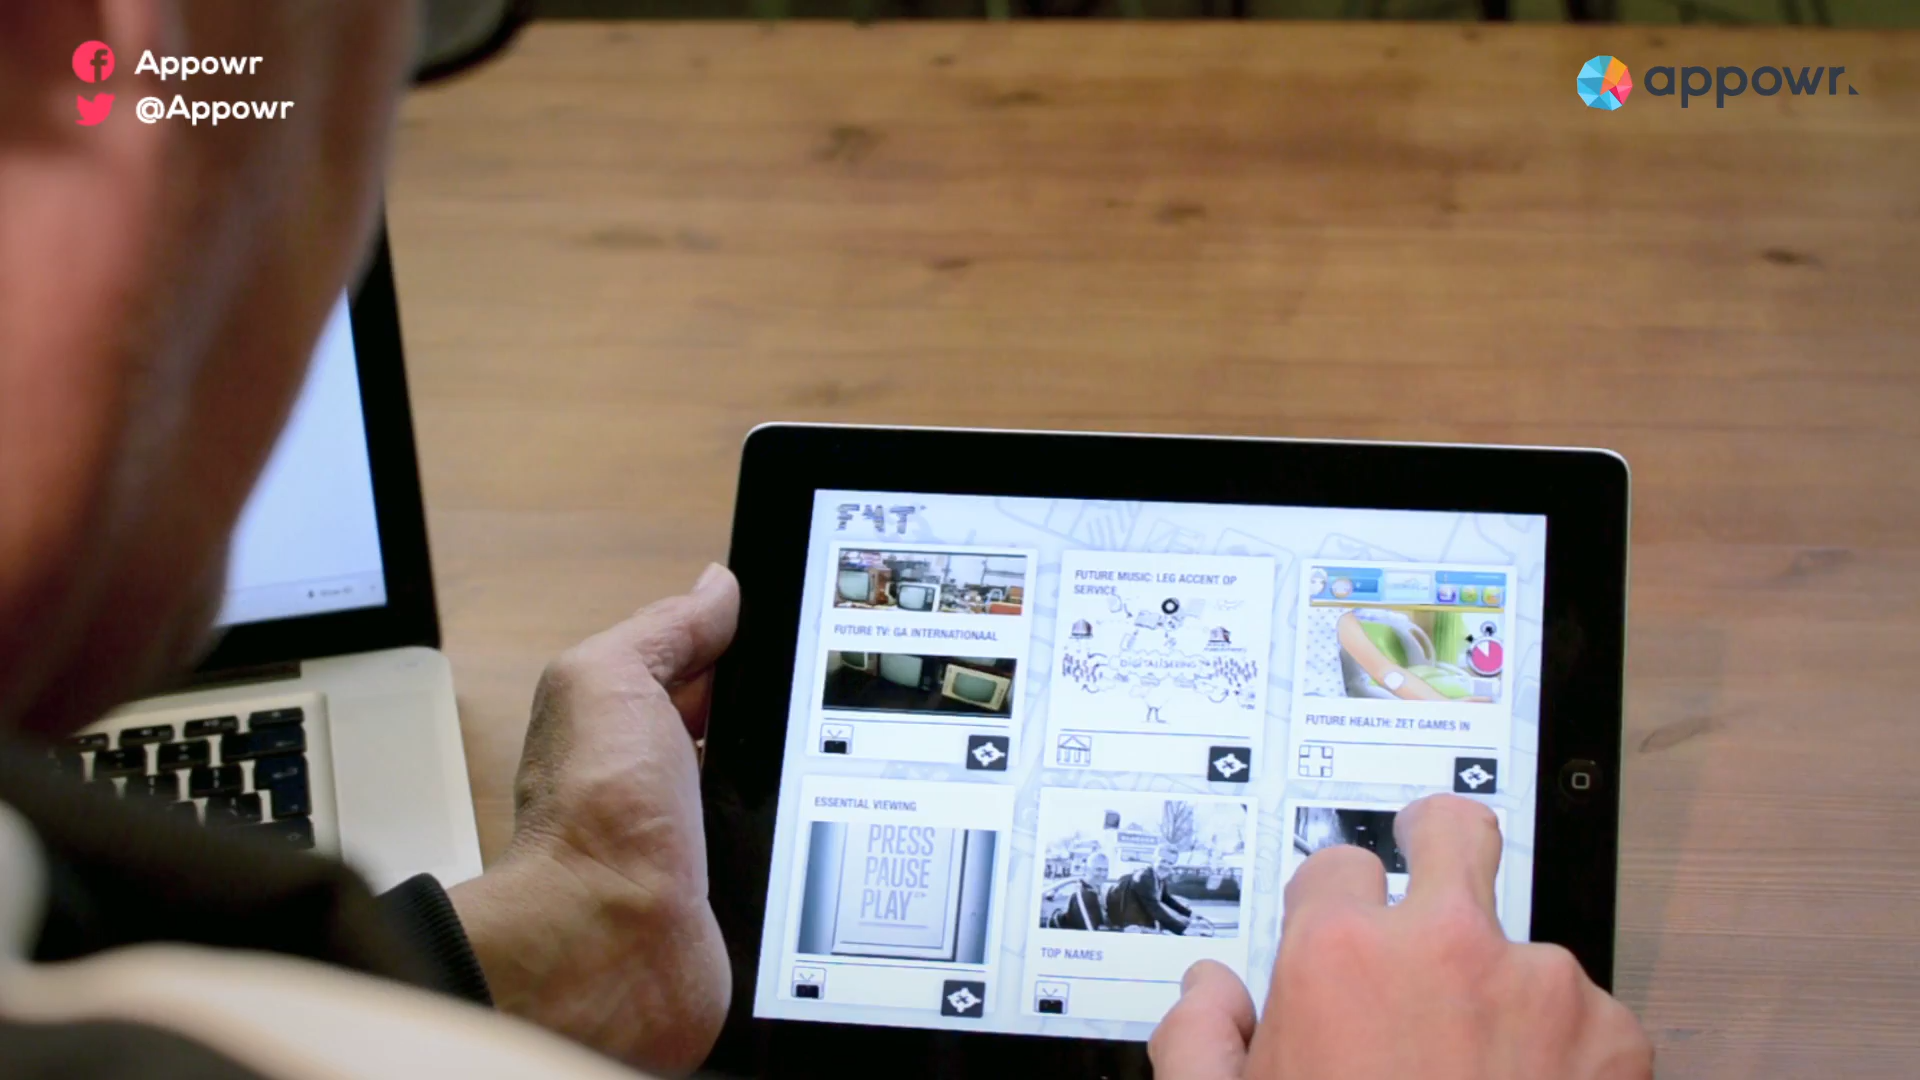 Appowr
@Appowr
appowr.
FUTURE TV: GA INTERNATIONAAL
FUTURE MUSIC: LEG ACCENT OP
SERVICE
DIGITALISERING
FUTURE HEALTH: ZET GAMES IN
ESSENTIAL VIEWING
PRESS
PAUSE
PLAY
TOP NAMES